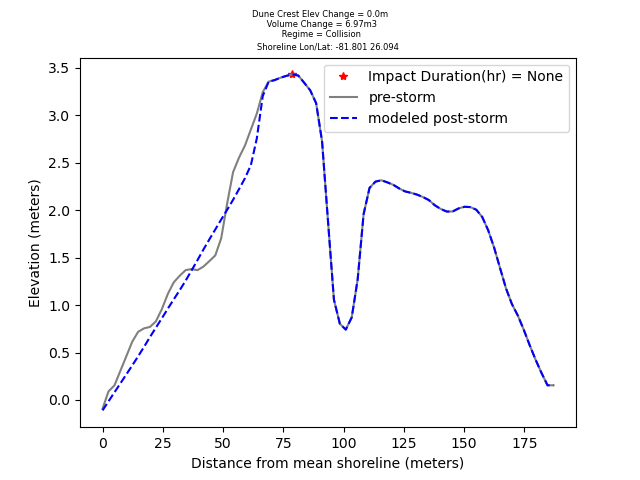 Dune Crest Elev Change = 0.0m
Volume Change = 6.97m3
Regime = Collision
Shoreline Lon/Lat: -81.801 26.094
Impact Duration(hr) = None
pre-storm
modeled post-storm
Elevation (meters)
3.5
3.0
2.5
2.0
1.5
1.0
0.5
0.0
0 25 50 75 100 125 150 175
Distance from mean shoreline (meters)